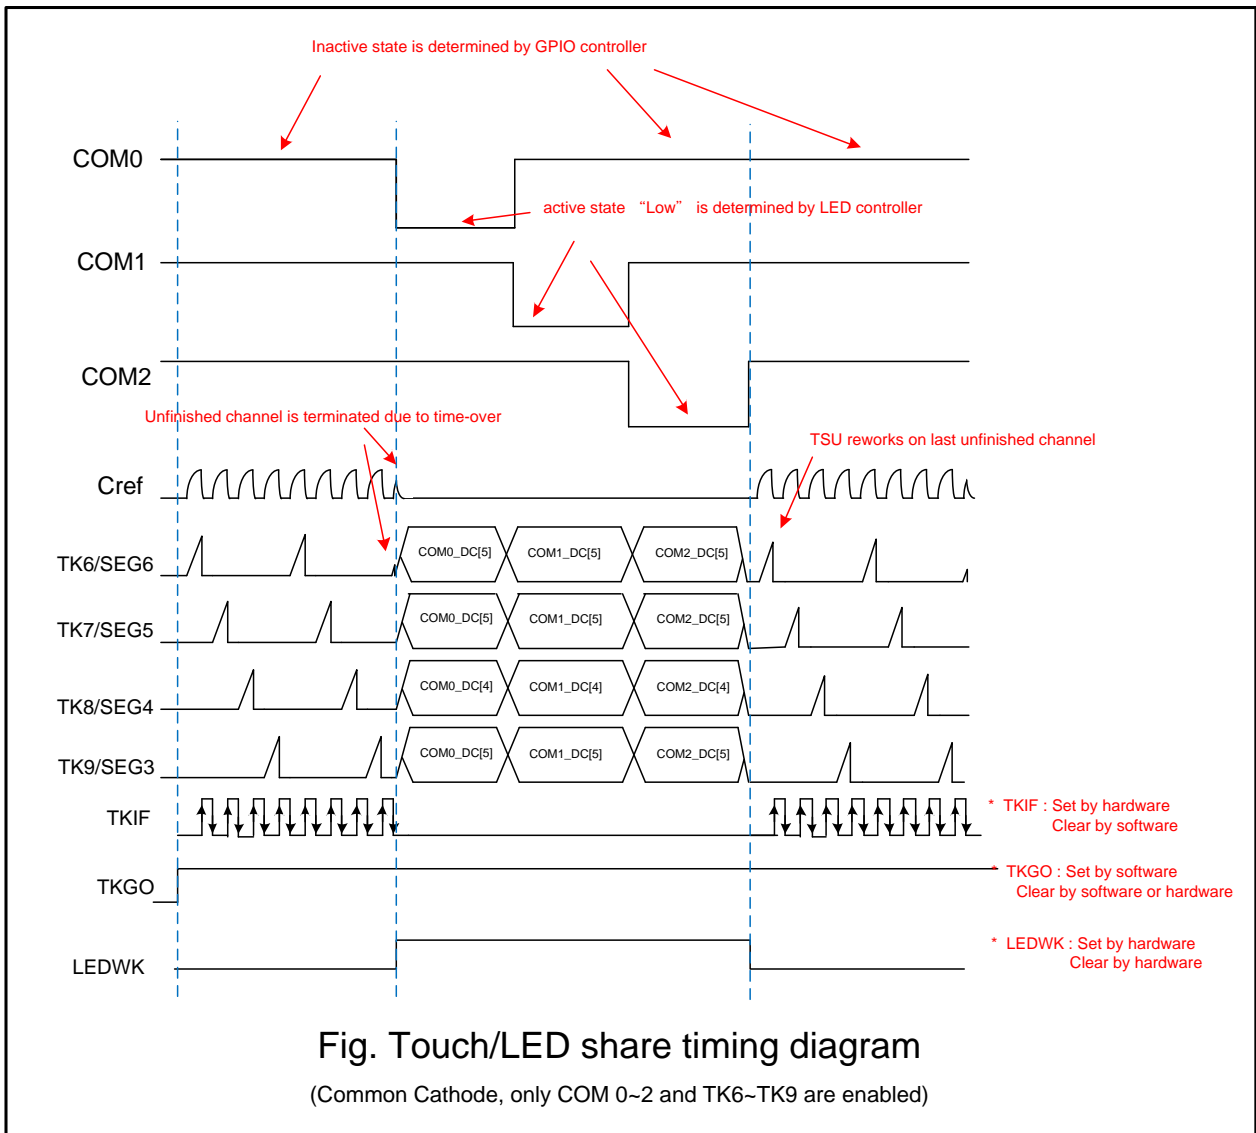 Inactive state is determined by GPIO controller
COM0
active state “Low” is determined by LED controller
COM1
COM2
Unfinished channel is terminated due to time-over
TSU reworks on last unfinished channel
Cref
TK6/SEG6
COM0_DC[5]
COM1_DC[5]
COM2_DC[5]
TK7/SEG5
COM0_DC[5]
COM1_DC[5]
COM2_DC[5]
TK8/SEG4
COM0_DC[4]
COM1_DC[4]
COM2_DC[4]
TK9/SEG3
COM0_DC[5]
COM1_DC[5]
COM2_DC[5]
TKIF
* TKIF : Set by hardware
Clear by software
TKGO
* TKGO : Set by software
Clear by software or hardware
LEDWK
* LEDWK : Set by hardware
Clear by hardware
Fig. Touch/LED share timing diagram
(Common Cathode, only COM 0~2 and TK6~TK9 are enabled)